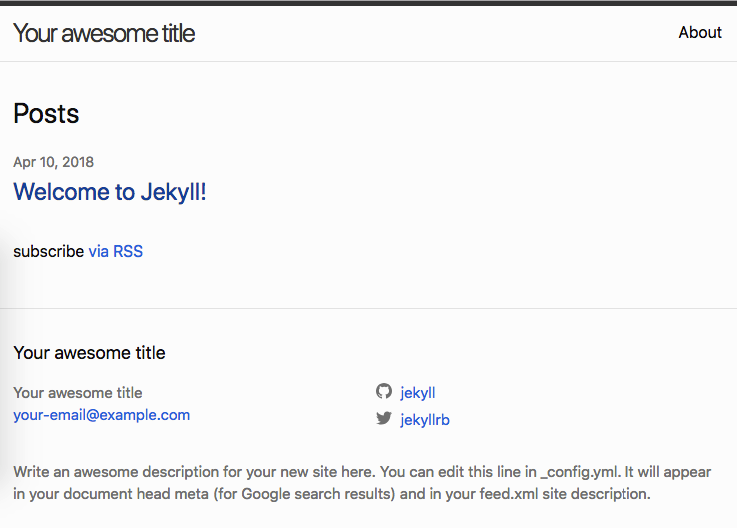 Your awesome title
About
Posts
Apr 10, 2018
Welcome to Jekyll!
subscribe via RSS
Your awesome title
Your awesome title
your-email@example.com
jekyll
jekyllrb
Write an awesome description for your new site here. You can edit this line in _config.yml. It will appear
in your document head meta (for Google search results) and in your feed.xml site description.